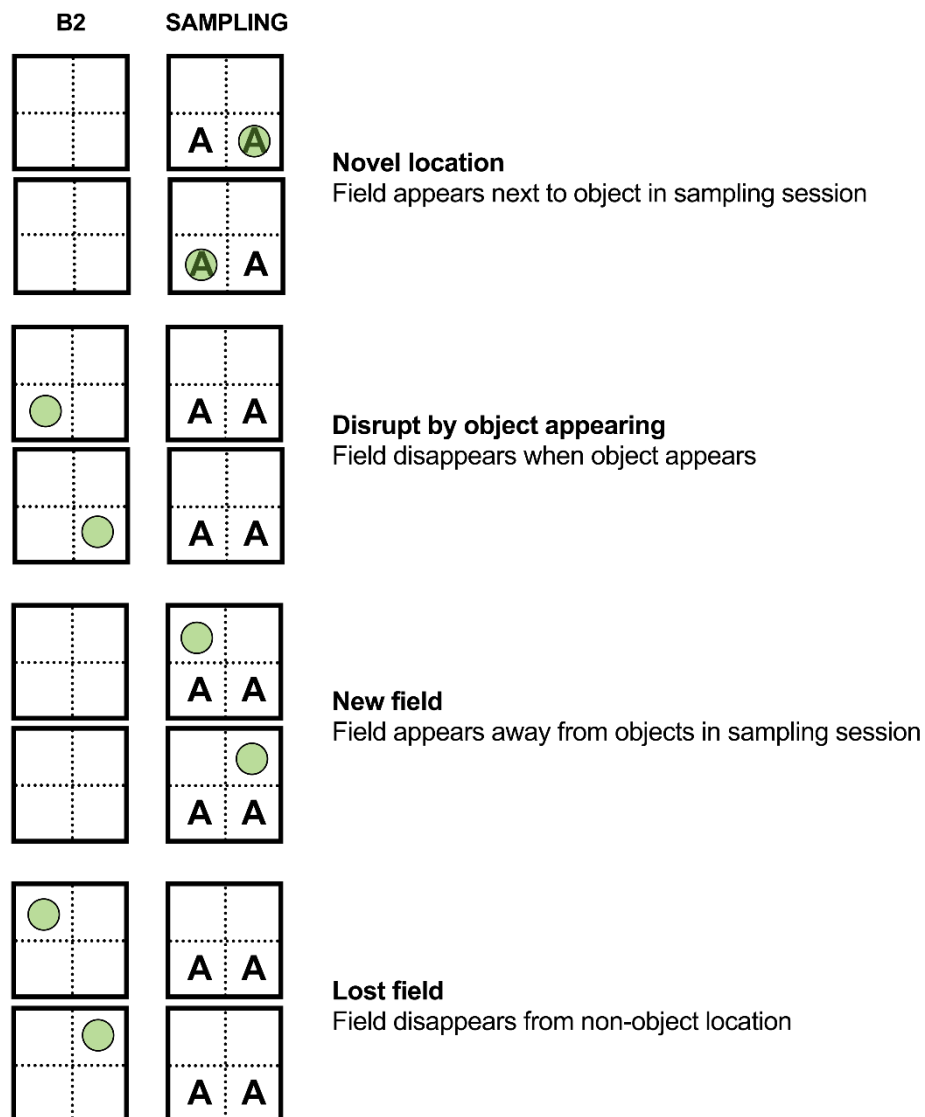 B2 SAMPLING
A A
A A
Novel location
Field appears next to object in sampling session
A A
A A
Disrupt by object appearing
Field disappears when object appears
A A
A A
New field
Field appears away from objects in sampling session
A A
A A
Lost field
Field disappears from non-object location